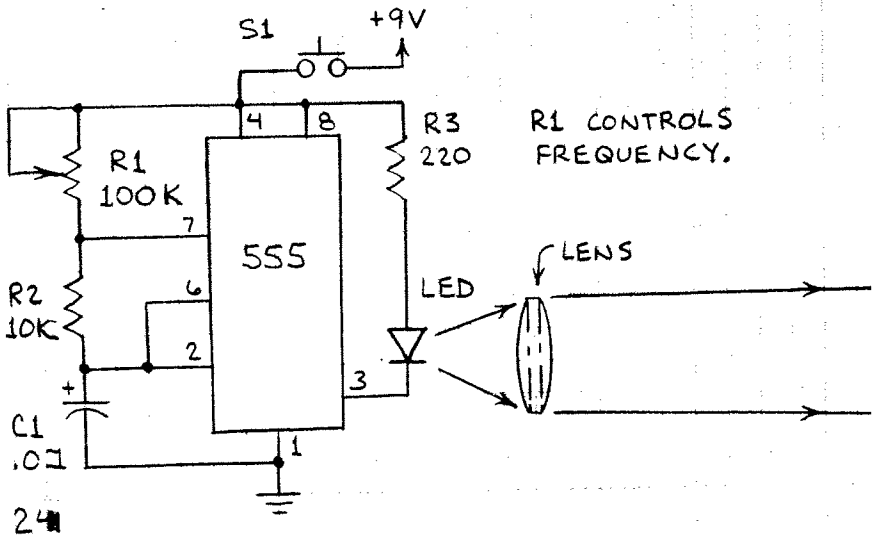 S1
+9V
4
8
R3
220
R1 CONTROLS
FREQUENCY.
R1
100K
7
555
LENS
6
R2
10K
LED
2
+
3
C1
1
24